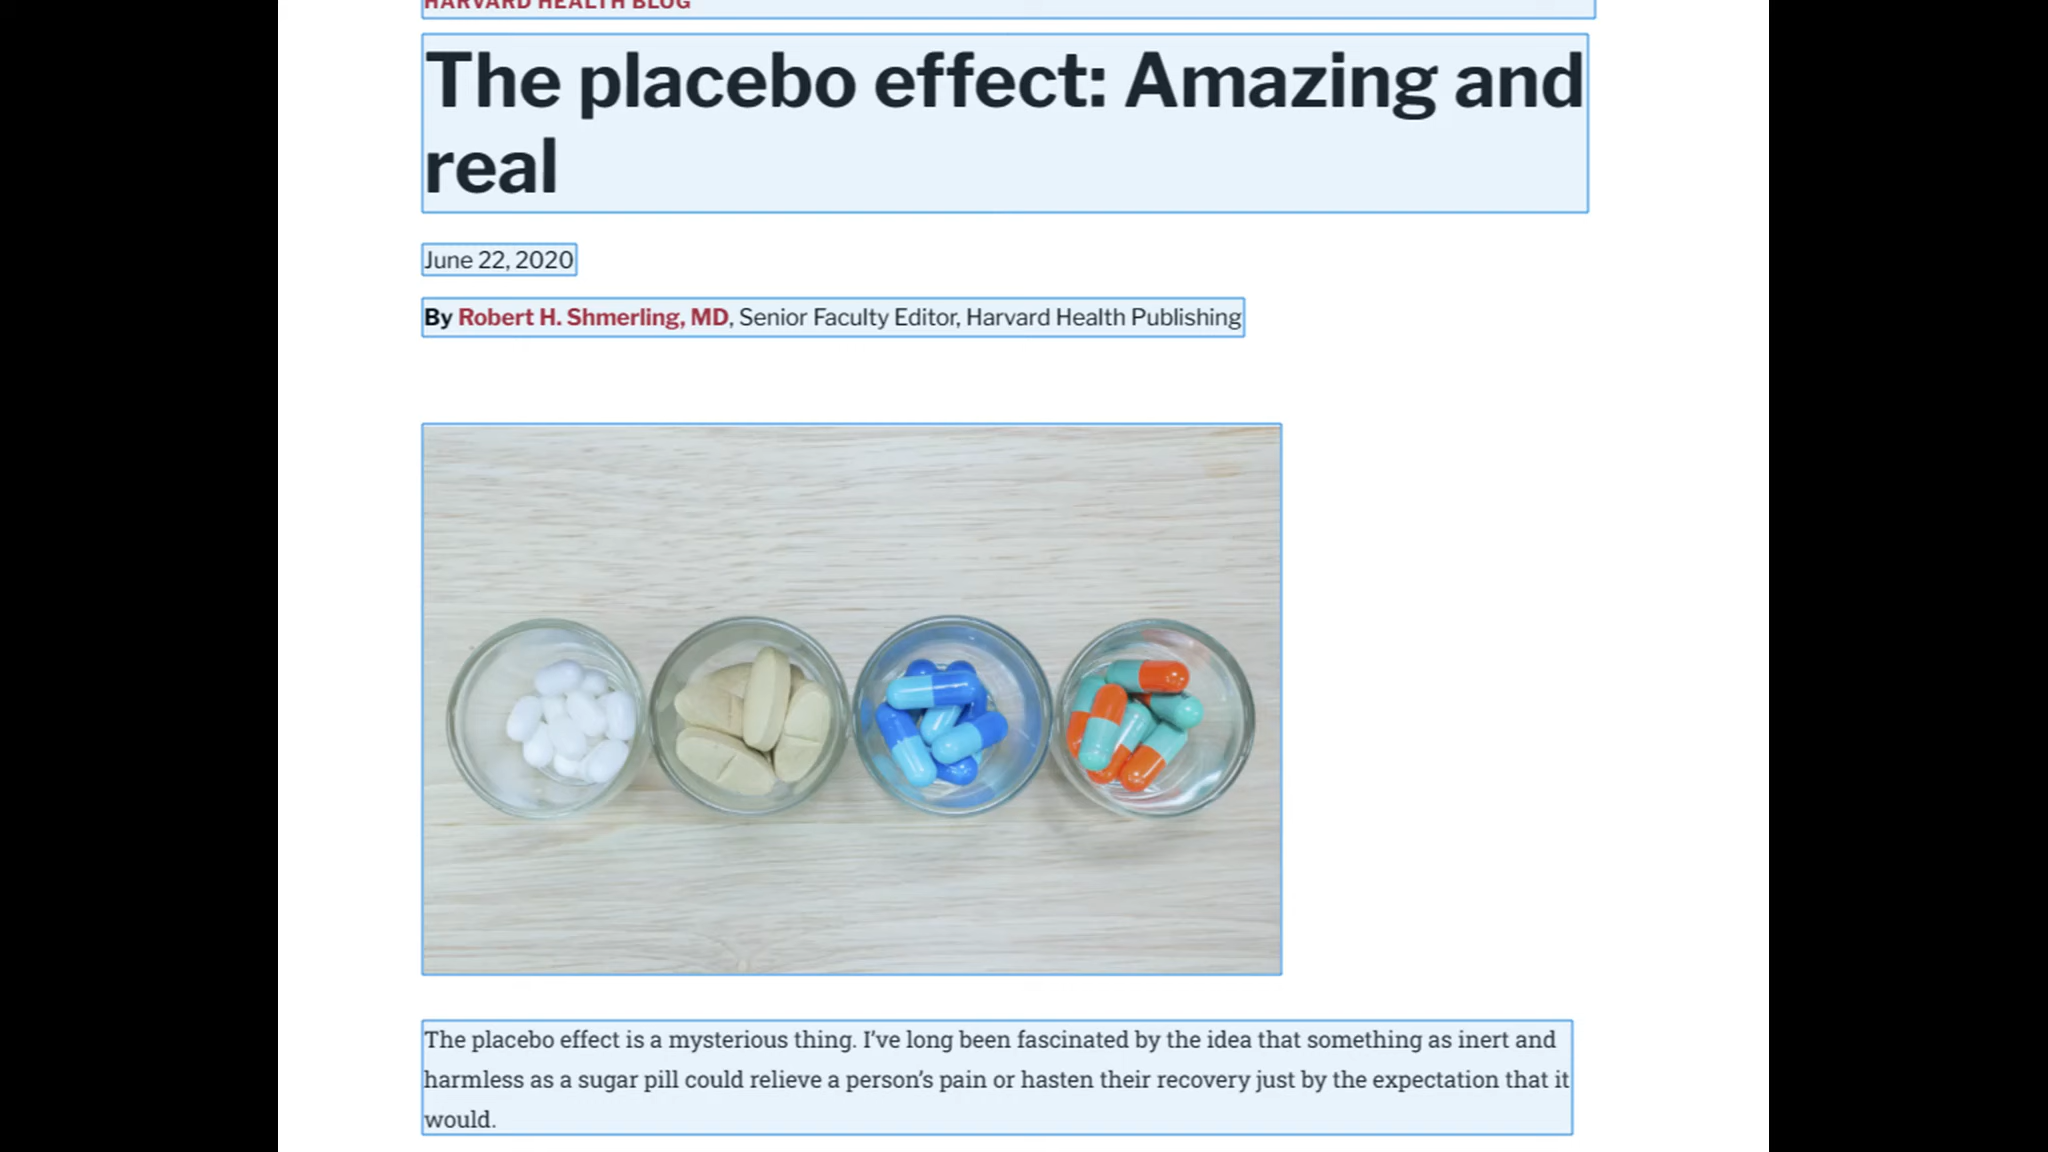 HARVARD HEALTH BLOG
The placebo effect: Amazing and
real
June 22, 2020
By Robert H. Shmerling, MD, Senior Faculty Editor, Harvard Health Publishing
The placebo effect is a mysterious thing. I’ve long been fascinated by the idea that something as inert and
harmless as a sugar pill could relieve a person’s pain or hasten their recovery just by the expectation that it
would.